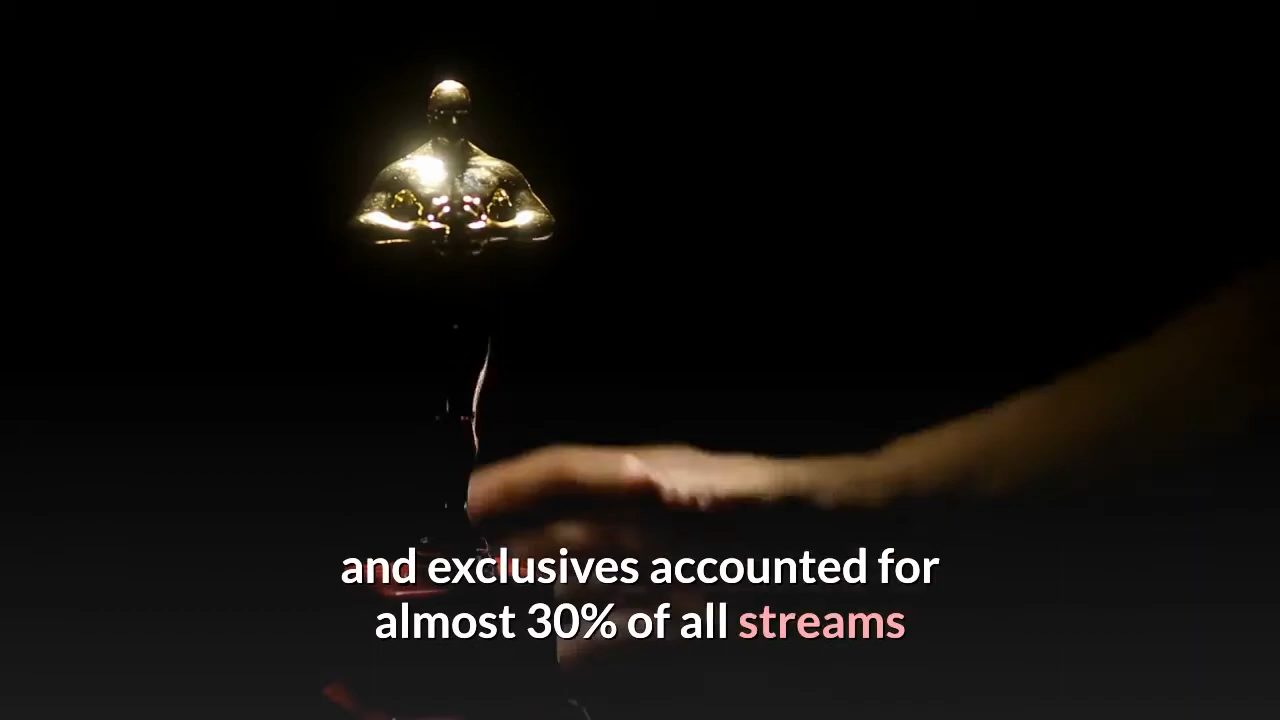 and exclusives accounted for
almost 30% of all streams